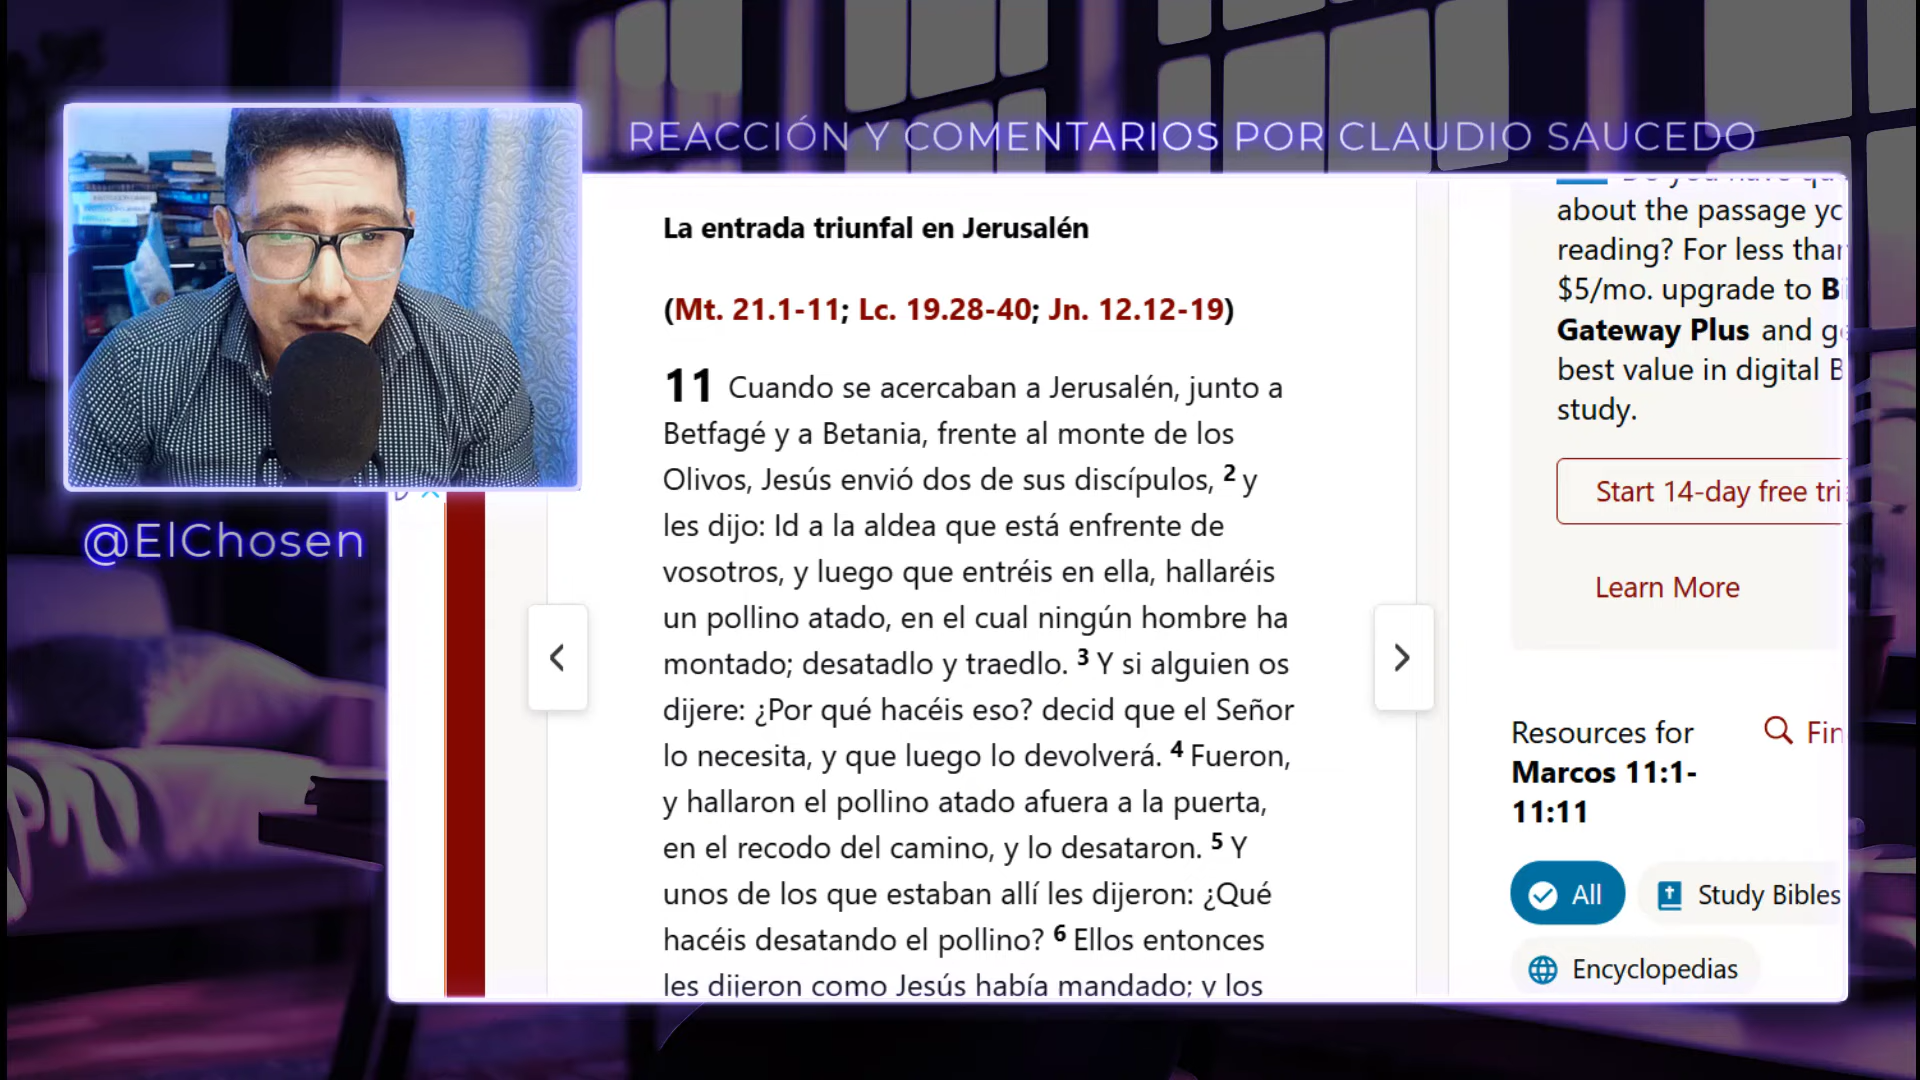 REACCIÓN Y COMENTARIOS POR CLAUDIO SAUCEDO
@ElChosen
La entrada triunfal en Jerusalén
(Mt. 21.1-11; Lc. 19.28-40; Jn. 12.12-19)
11 Cuando se acercaban a Jerusalén, junto a
Betfagé y a Betania, frente al monte de los
Olivos, Jesús envió dos de sus discípulos, 2 y
les dijo: Id a la aldea que está enfrente de
vosotros, y luego que entréis en ella, hallaréis
un pollino atado, en el cual ningún hombre ha
montado; desatadlo y traedlo. 3 Y si alguien os
dijere: ¿Por qué hacéis eso? decid que el Señor
lo necesita, y que luego lo devolverá. 4 Fueron,
y hallaron el pollino atado afuera a la puerta,
en el recodo del camino, y lo desataron. 5 Y
unos de los que estaban allí les dijeron: ¿Qué
hacéis desatando el pollino? 6 Ellos entonces
les dijeron como Jesús había mandado; y los
about the passage
reading? For less
$5/mo. upgrade to
Gateway Plus and
best value in digital
study.
Start 14-day free
Learn More
Resources for
Marcos 11:1-
11:11
All
Study Bibles
Encyclopedias